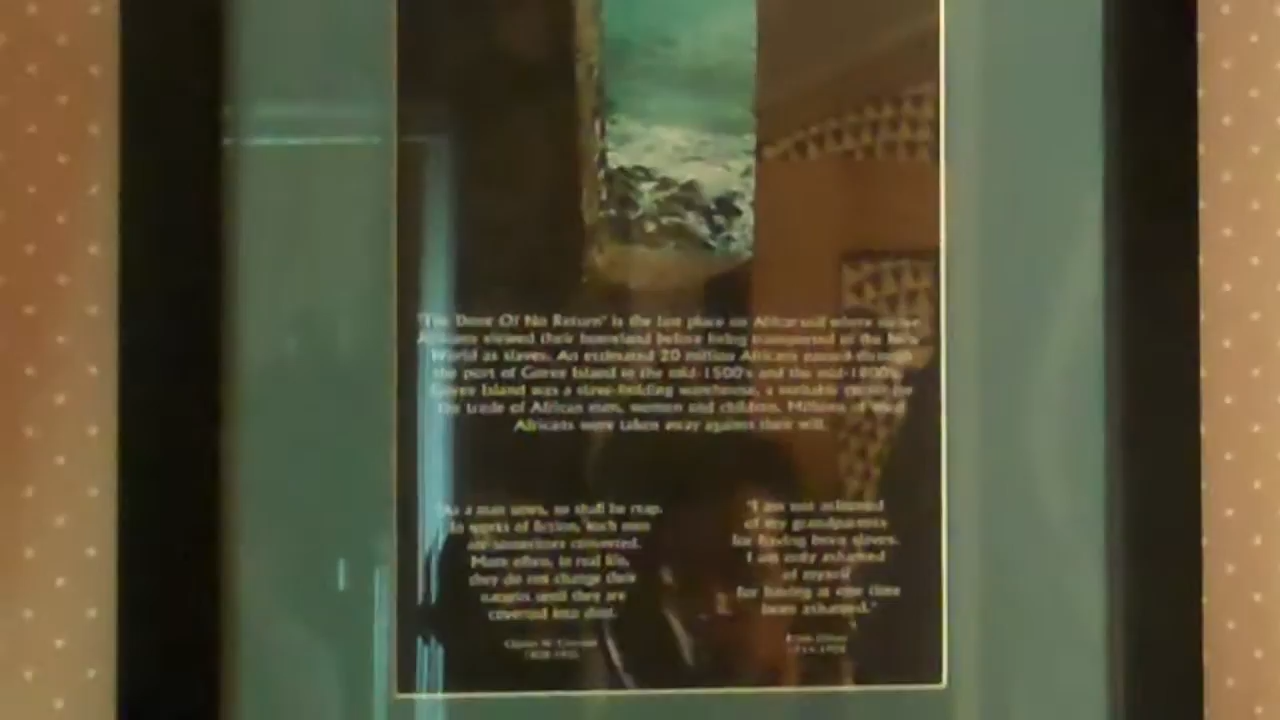 "The Door Of No Return" is the last place on African soil where
Africans viewed their homeland before being transported to the New
World as slaves. An estimated 20 million Africans passed through
the port of Goree Island in the mid-1500's and the mid-1800's.
Goree Island was a slave-holding warehouse, a
the trade of African men, women and children. Millions of
Africans were taken away against their will.
As a man sows, so shall he reap.
In works of fiction, such men
are sometimes converted.
More often, in real life,
they do not change their
natures until they are
converted into dust.
"I am not ashamed
of my grandparents
for having been slaves.
I am only ashamed
of myself
for having at one time
been ashamed."